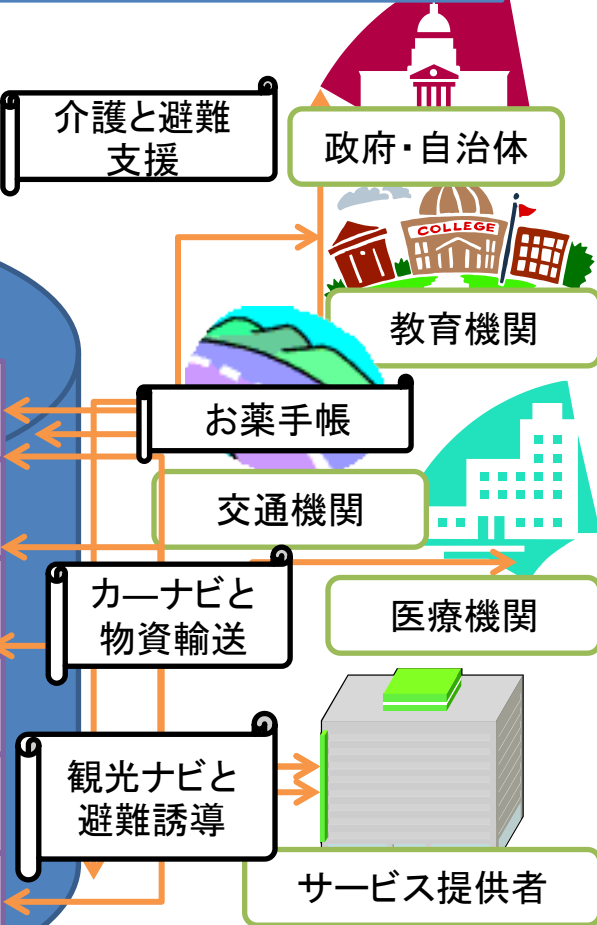 介護と避難
支援
政府・自治体
COLLEGE
教育機関
お薬手帳
交通機関
カーナビと
物資輸送
医療機関
観光ナビと
避難誘導
サービス提供者